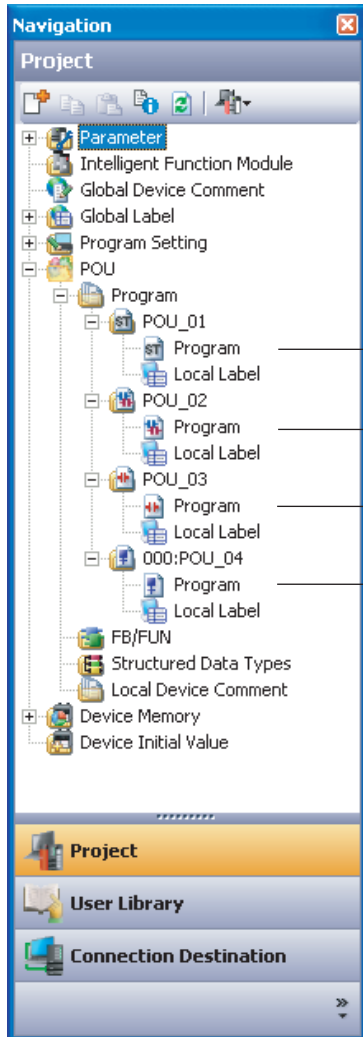 Navigation
Project
Parameter
Intelligent Function Module
Global Device Comment
Global Label
Program Setting
POU
Program
POU_01
ST Program
Local Label
POU_02
Program
Local Label
POU_03
Program
Local Label
000:POU_04
Program
Local Label
FB/FUN
Structured Data Types
Local Device Comment
Device Memory
Device Initial Value
Project
User Library
Connection Destination